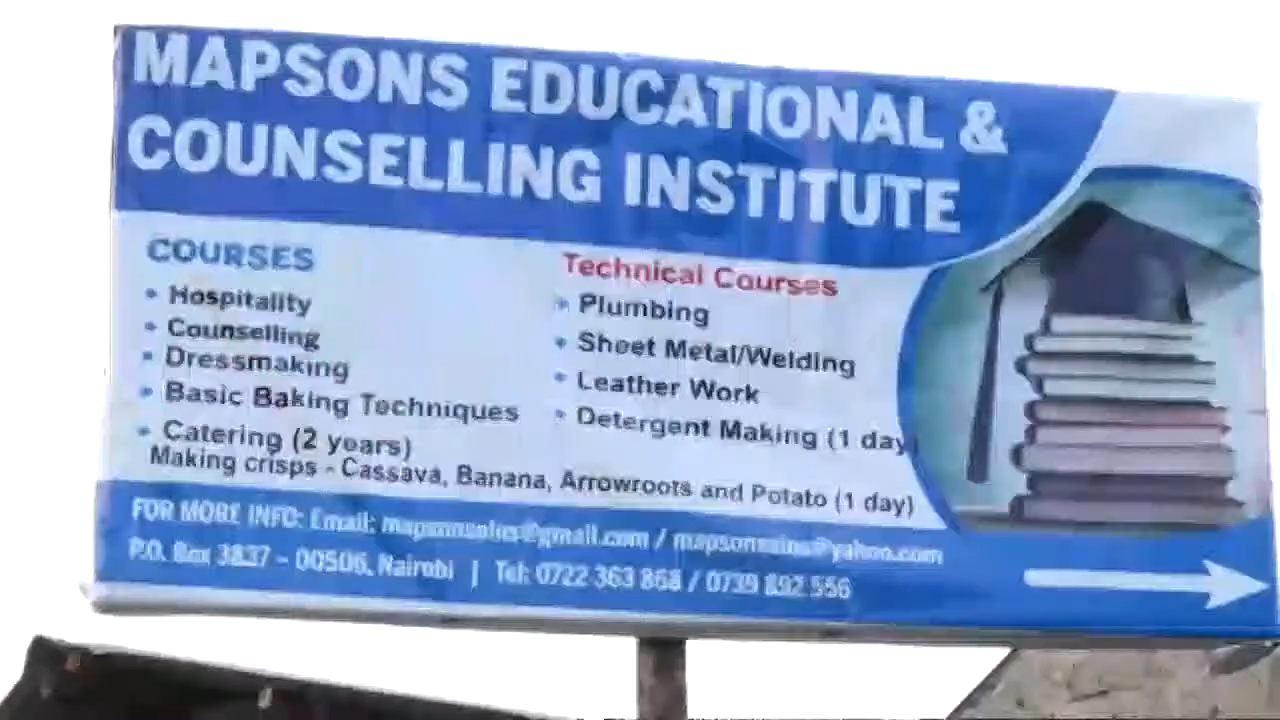 MAPSONS EDUCATIONAL &
COUNSELLING INSTITUTE
COURSES
• Hospitality
• Counselling
• Dressmaking
• Basic Baking Techniques
• Catering (2 years)
Making crisps - Cassava, Banana, Arrowroots and Potato (1 day)
Technical Courses
• Plumbing
• Sheet Metal/Welding
• Leather Work
• Detergent Making (1 day)
FOR MORE INFO: Email: /
P.O. Box 3837 - 00506, Nairobi | Tel: 0722 363 868 / 0739 892 556